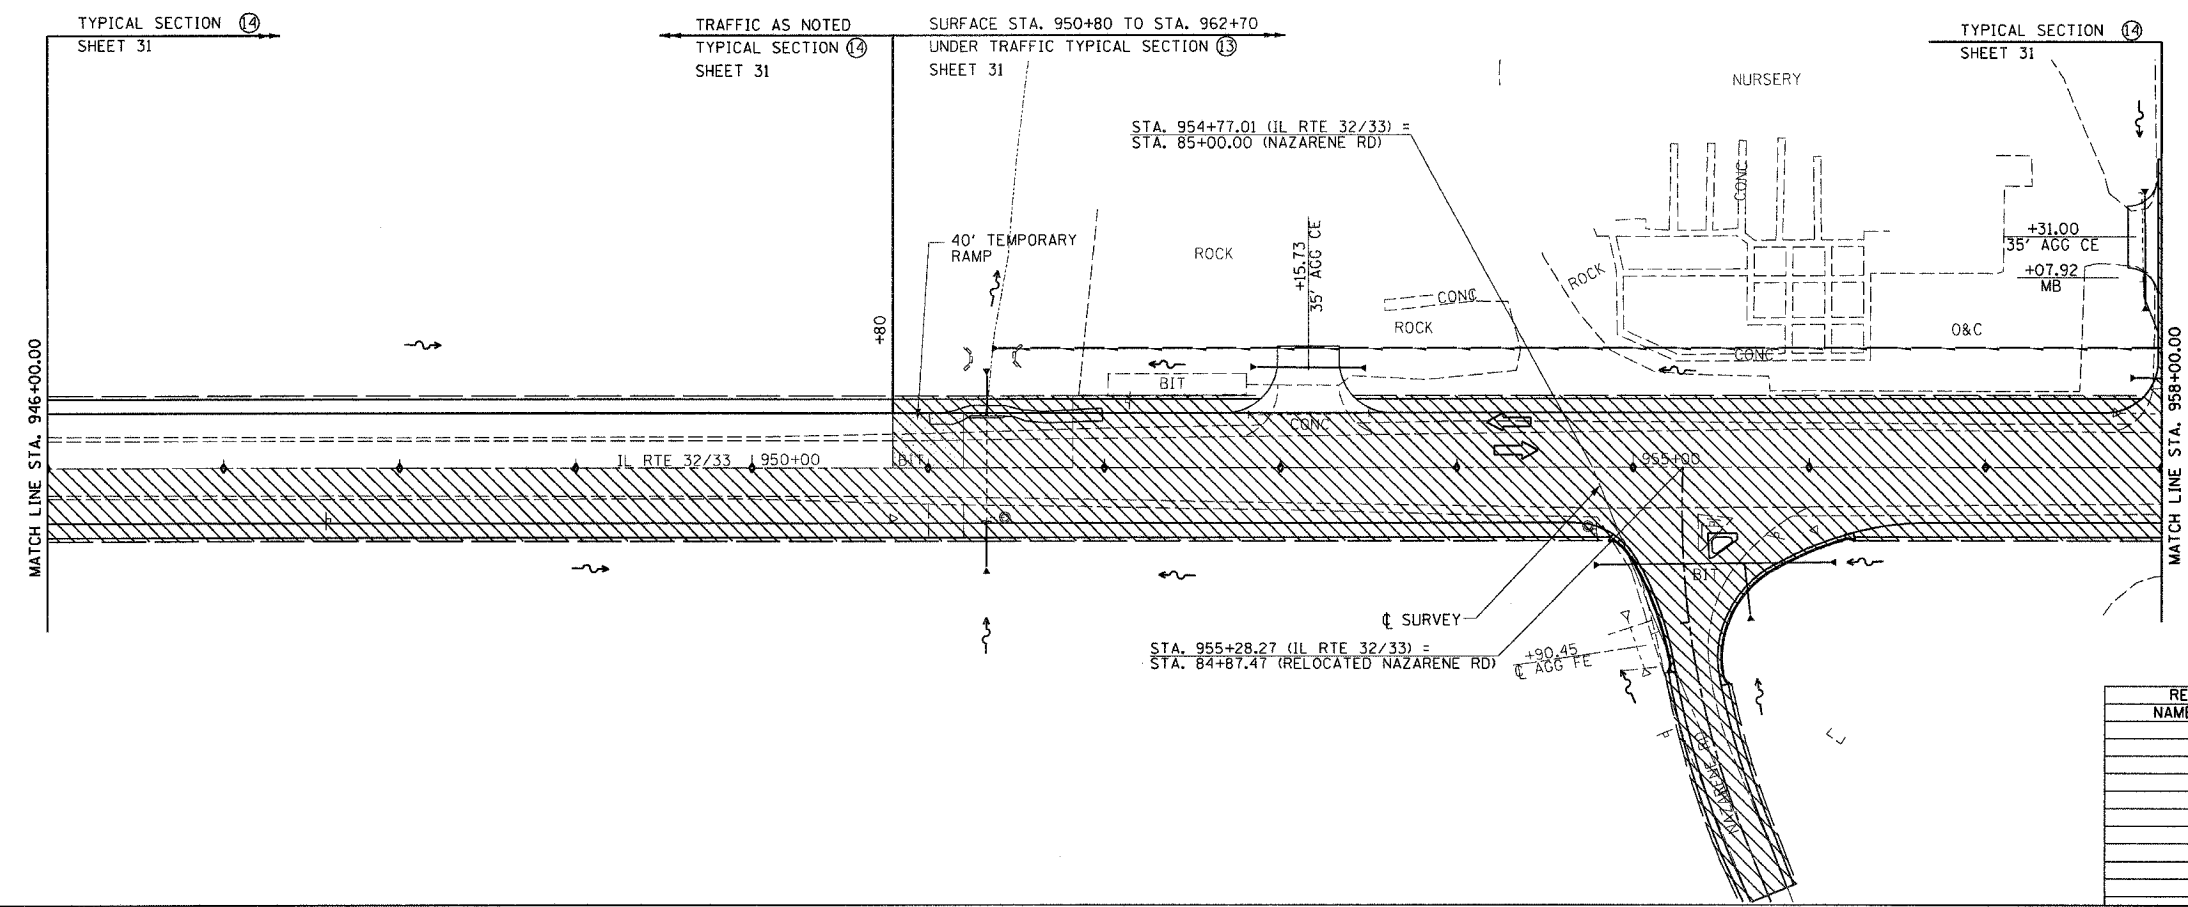 TYPICAL SECTION 14
SHEET 31
TRAFFIC AS NOTED
TYPICAL SECTION 14
SHEET 31
SURFACE STA. 950+80 TO STA. 962+70
UNDER TRAFFIC TYPICAL SECTION 13
SHEET 31
TYPICAL SECTION 14
SHEET 31
NURSERY
STA. 954+77.01 (IL RTE 32/33) =
STA. 85+00.00 (NAZARENE RD)
CONC
40' TEMPORARY
RAMP
ROCK
+15.73
35' AGG CE
ROCK
+31.00
35' AGG CE
+07.92
MB
CONC
ROCK
O&C
CONC
+80
BIT
CONC
MATCH LINE STA. 946+00.00
MATCH LINE STA. 958+00.00
IL RTE 32/33
950+00
BIT
955+00
BIT
℄ SURVEY
STA. 955+28.27 (IL RTE 32/33) =
STA. 84+87.47 (RELOCATED NAZARENE RD)
+90.45
℄ AGG FE
NAZARENE RD
RE
NAME